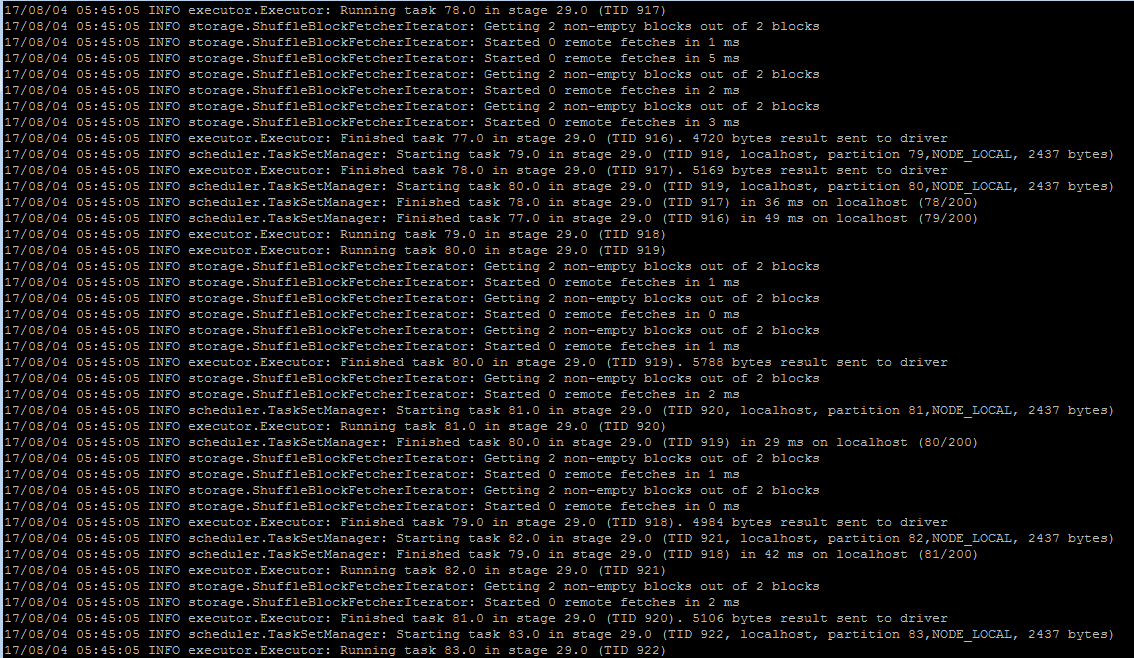 17/08/04 05:45:05 INFO executor.Executor: Running task 78.0 in stage 29.0 (TID 917)
17/08/04 05:45:05 INFO storage.ShuffleBlockFetcherIterator: Getting 2 non-empty blocks out of 2 blocks
17/08/04 05:45:05 INFO storage.ShuffleBlockFetcherIterator: Started 0 remote fetches in 1 ms
17/08/04 05:45:05 INFO storage.ShuffleBlockFetcherIterator: Started 0 remote fetches in 5 ms
17/08/04 05:45:05 INFO storage.ShuffleBlockFetcherIterator: Getting 2 non-empty blocks out of 2 blocks
17/08/04 05:45:05 INFO storage.ShuffleBlockFetcherIterator: Started 0 remote fetches in 2 ms
17/08/04 05:45:05 INFO storage.ShuffleBlockFetcherIterator: Getting 2 non-empty blocks out of 2 blocks
17/08/04 05:45:05 INFO storage.ShuffleBlockFetcherIterator: Started 0 remote fetches in 3 ms
17/08/04 05:45:05 INFO executor.Executor: Finished task 77.0 in stage 29.0 (TID 916). 4720 bytes result sent to driver
17/08/04 05:45:05 INFO scheduler.TaskSetManager: Starting task 79.0 in stage 29.0 (TID 918, localhost, partition 79,NODE_LOCAL, 2437 bytes)
17/08/04 05:45:05 INFO executor.Executor: Finished task 78.0 in stage 29.0 (TID 917). 5169 bytes result sent to driver
17/08/04 05:45:05 INFO scheduler.TaskSetManager: Starting task 80.0 in stage 29.0 (TID 919, localhost, partition 80,NODE_LOCAL, 2437 bytes)
17/08/04 05:45:05 INFO scheduler.TaskSetManager: Finished task 78.0 in stage 29.0 (TID 917) in 36 ms on localhost (78/200)
17/08/04 05:45:05 INFO scheduler.TaskSetManager: Finished task 77.0 in stage 29.0 (TID 916) in 49 ms on localhost (79/200)
17/08/04 05:45:05 INFO executor.Executor: Running task 79.0 in stage 29.0 (TID 918)
17/08/04 05:45:05 INFO executor.Executor: Running task 80.0 in stage 29.0 (TID 919)
17/08/04 05:45:05 INFO storage.ShuffleBlockFetcherIterator: Getting 2 non-empty blocks out of 2 blocks
17/08/04 05:45:05 INFO storage.ShuffleBlockFetcherIterator: Started 0 remote fetches in 1 ms
17/08/04 05:45:05 INFO storage.ShuffleBlockFetcherIterator: Getting 2 non-empty blocks out of 2 blocks
17/08/04 05:45:05 INFO storage.ShuffleBlockFetcherIterator: Started 0 remote fetches in 0 ms
17/08/04 05:45:05 INFO storage.ShuffleBlockFetcherIterator: Getting 2 non-empty blocks out of 2 blocks
17/08/04 05:45:05 INFO storage.ShuffleBlockFetcherIterator: Started 0 remote fetches in 1 ms
17/08/04 05:45:05 INFO executor.Executor: Finished task 80.0 in stage 29.0 (TID 919). 5788 bytes result sent to driver
17/08/04 05:45:05 INFO storage.ShuffleBlockFetcherIterator: Getting 2 non-empty blocks out of 2 blocks
17/08/04 05:45:05 INFO storage.ShuffleBlockFetcherIterator: Started 0 remote fetches in 2 ms
17/08/04 05:45:05 INFO scheduler.TaskSetManager: Starting task 81.0 in stage 29.0 (TID 920, localhost, partition 81,NODE_LOCAL, 2437 bytes)
17/08/04 05:45:05 INFO executor.Executor: Running task 81.0 in stage 29.0 (TID 920)
17/08/04 05:45:05 INFO scheduler.TaskSetManager: Finished task 80.0 in stage 29.0 (TID 919) in 29 ms on localhost (80/200)
17/08/04 05:45:05 INFO storage.ShuffleBlockFetcherIterator: Getting 2 non-empty blocks out of 2 blocks
17/08/04 05:45:05 INFO storage.ShuffleBlockFetcherIterator: Started 0 remote fetches in 1 ms
17/08/04 05:45:05 INFO storage.ShuffleBlockFetcherIterator: Getting 2 non-empty blocks out of 2 blocks
17/08/04 05:45:05 INFO storage.ShuffleBlockFetcherIterator: Started 0 remote fetches in 0 ms
17/08/04 05:45:05 INFO executor.Executor: Finished task 79.0 in stage 29.0 (TID 918). 4984 bytes result sent to driver
17/08/04 05:45:05 INFO scheduler.TaskSetManager: Starting task 82.0 in stage 29.0 (TID 921, localhost, partition 82,NODE_LOCAL, 2437 bytes)
17/08/04 05:45:05 INFO scheduler.TaskSetManager: Finished task 79.0 in stage 29.0 (TID 918) in 42 ms on localhost (81/200)
17/08/04 05:45:05 INFO executor.Executor: Running task 82.0 in stage 29.0 (TID 921)
17/08/04 05:45:05 INFO storage.ShuffleBlockFetcherIterator: Getting 2 non-empty blocks out of 2 blocks
17/08/04 05:45:05 INFO storage.ShuffleBlockFetcherIterator: Started 0 remote fetches in 2 ms
17/08/04 05:45:05 INFO executor.Executor: Finished task 81.0 in stage 29.0 (TID 920). 5106 bytes result sent to driver
17/08/04 05:45:05 INFO scheduler.TaskSetManager: Starting task 83.0 in stage 29.0 (TID 922, localhost, partition 83,NODE_LOCAL, 2437 bytes)
17/08/04 05:45:05 INFO executor.Executor: Running task 83.0 in stage 29.0 (TID 922)